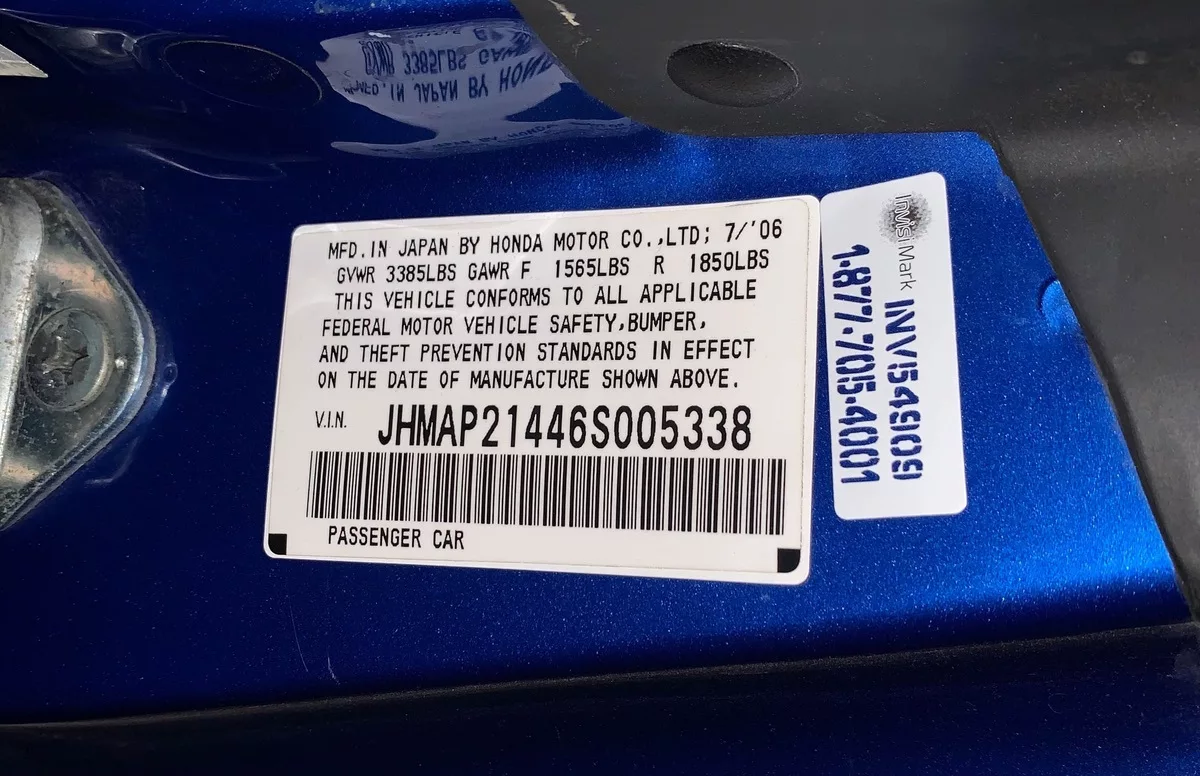 MFD. IN JAPAN BY HONDA MOTOR CO.,LTD; 7/'06
GVWR 3385LBS GAWR F 1565LBS R 1850LBS
THIS VEHICLE CONFORMS TO ALL APPLICABLE
FEDERAL MOTOR VEHICLE SAFETY,BUMPER,
AND THEFT PREVENTION STANDARDS IN EFFECT
ON THE DATE OF MANUFACTURE SHOWN ABOVE.
V.I.N. JHMAP21446S005338
PASSENGER CAR
InvisiMark
INV54909
1-877-705-4001